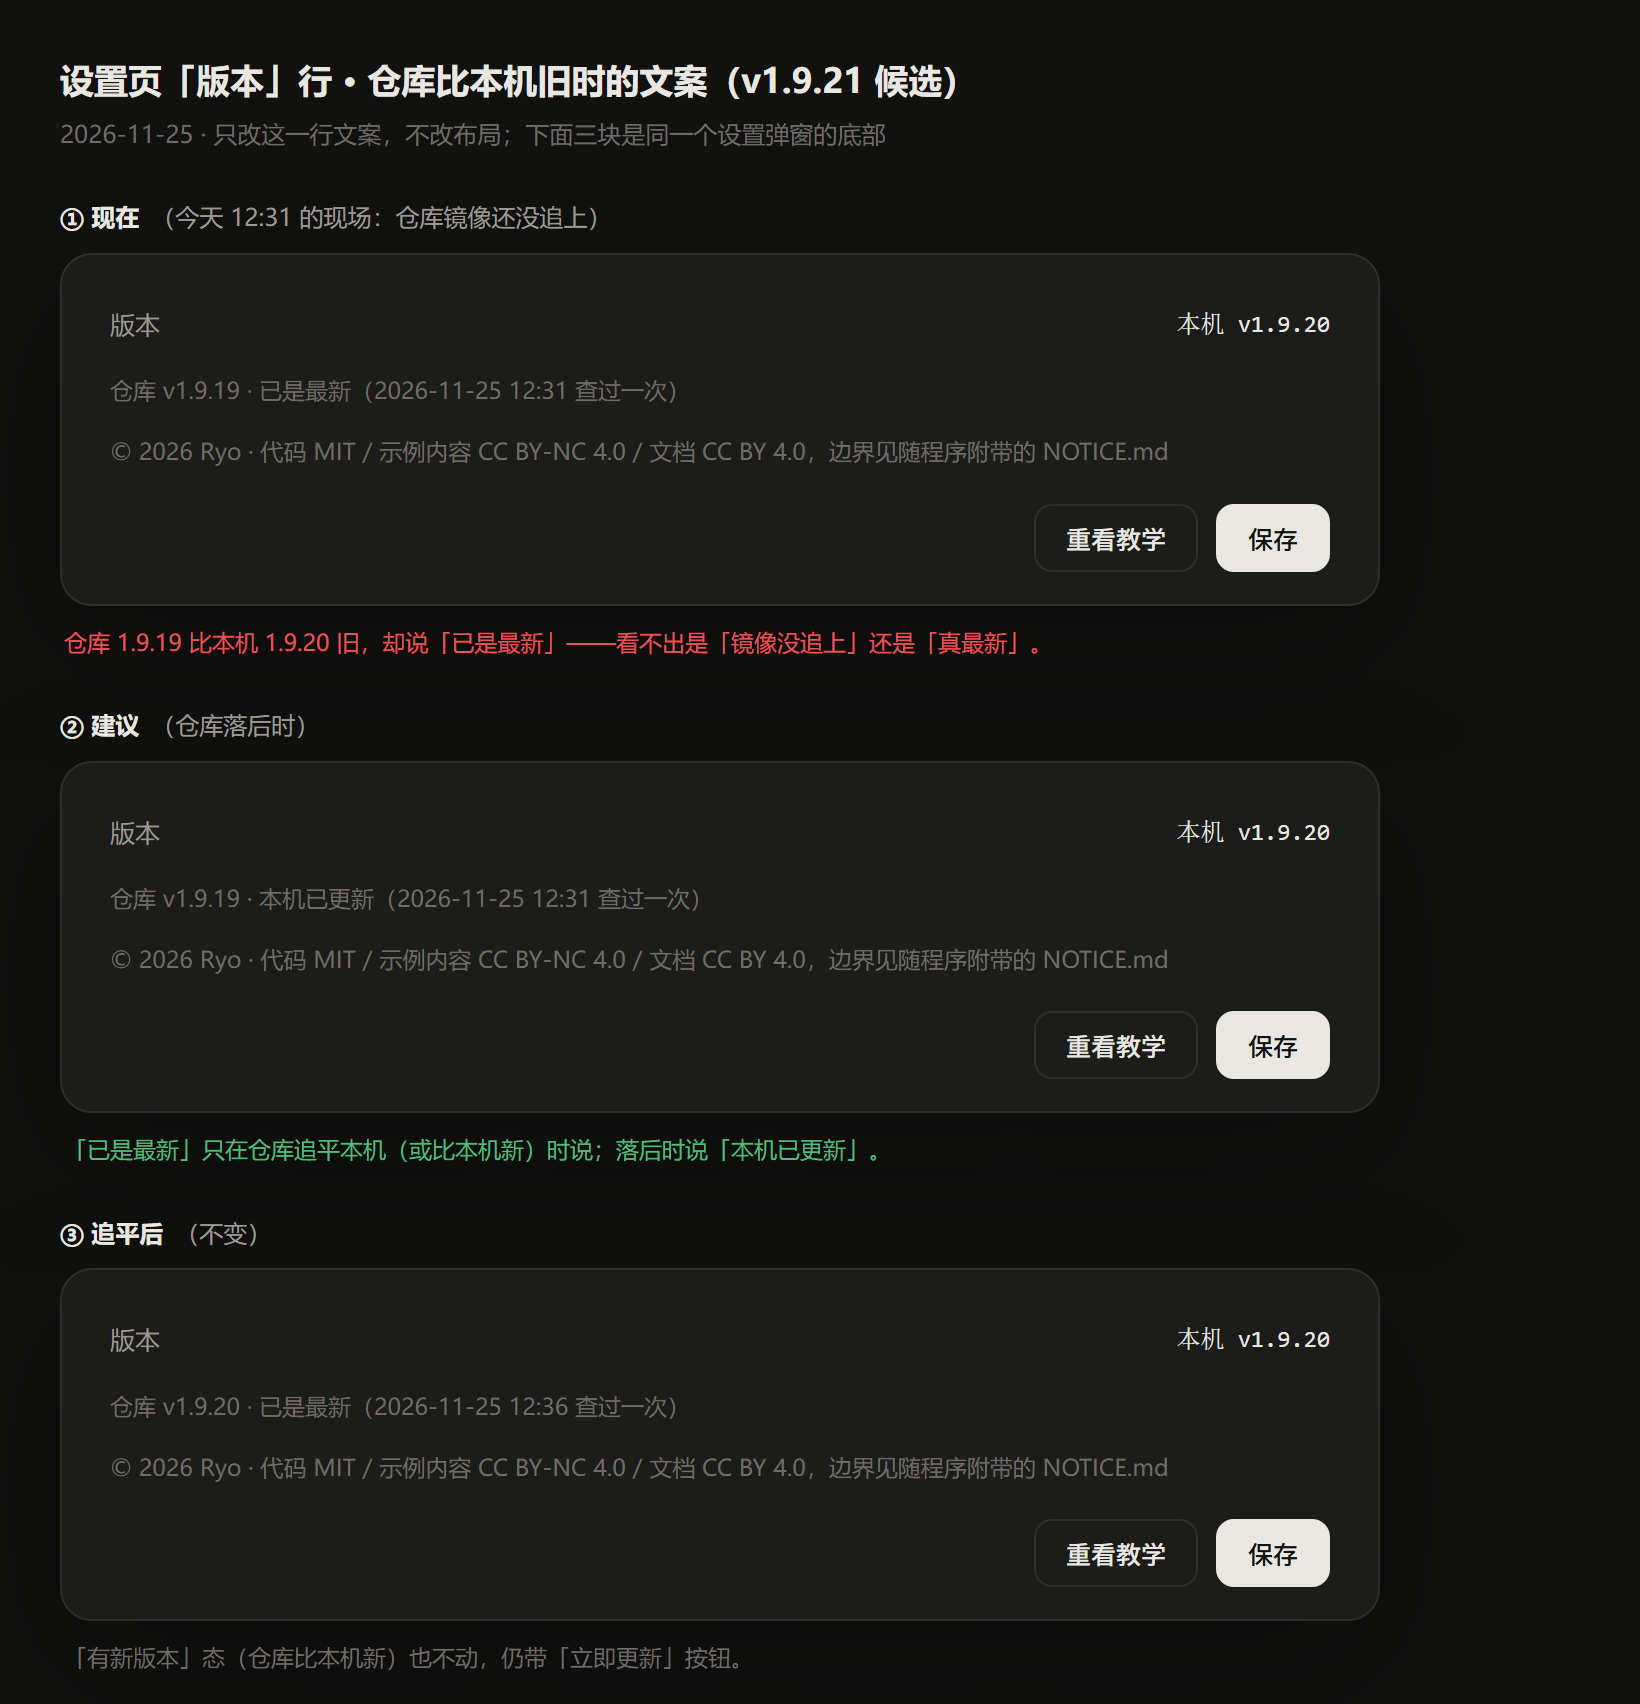 设置页「版本」行 • 仓库比本机旧时的文案（v1.9.21 候选）
2026-11-25 · 只改这一行文案，不改布局；下面三块是同一个设置弹窗的底部
① 现在 （今天 12:31 的现场：仓库镜像还没追上）
版本 本机 v1.9.20
仓库 v1.9.19 · 已是最新（2026-11-25 12:31 查过一次）
© 2026 Ryo · 代码 MIT / 示例内容 CC BY-NC 4.0 / 文档 CC BY 4.0，边界见随程序附带的 NOTICE.md
重看教学 保存
仓库 1.9.19 比本机 1.9.20 旧，却说「已是最新」——看不出是「镜像没追上」还是「真最新」。
② 建议 （仓库落后时）
版本 本机 v1.9.20
仓库 v1.9.19 · 本机已更新（2026-11-25 12:31 查过一次）
© 2026 Ryo · 代码 MIT / 示例内容 CC BY-NC 4.0 / 文档 CC BY 4.0，边界见随程序附带的 NOTICE.md
重看教学 保存
「已是最新」只在仓库追平本机（或比本机新）时说；落后时说「本机已更新」。
③ 追平后 （不变）
版本 本机 v1.9.20
仓库 v1.9.20 · 已是最新（2026-11-25 12:36 查过一次）
© 2026 Ryo · 代码 MIT / 示例内容 CC BY-NC 4.0 / 文档 CC BY 4.0，边界见随程序附带的 NOTICE.md
重看教学 保存
「有新版本」态（仓库比本机新）也不动，仍带「立即更新」按钮。